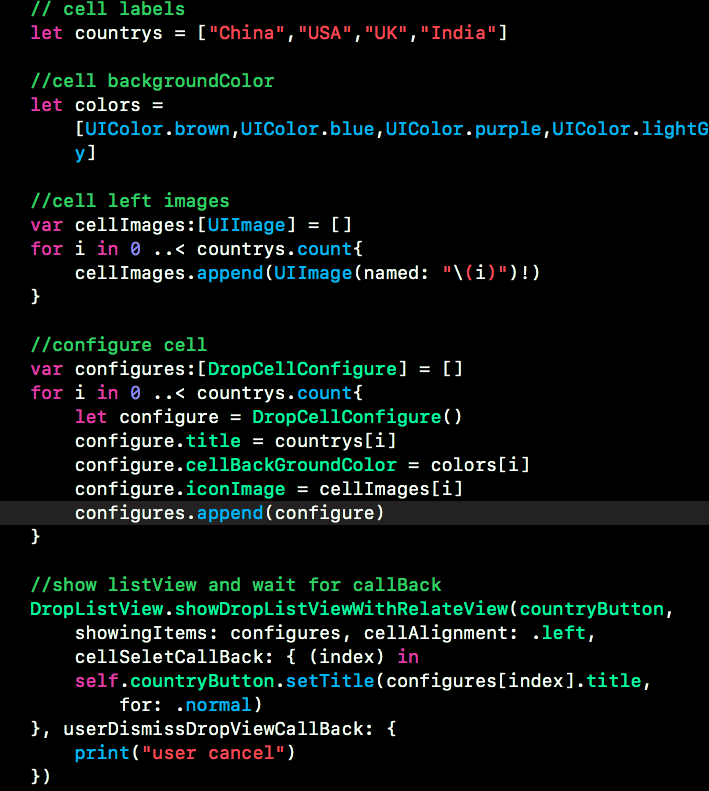 // cell labels
let countrys = ["China","USA","UK","India"]
//cell backgroundColor
let colors =
[UIColor.brown,UIColor.blue,UIColor.purple,UIColor.lightG
y]
//cell left images
var cellImages:[UIImage] = []
for i in 0 ..< countrys.count{
cellImages.append(UIImage(named: "\(i)")!)
}
//configure cell
var configures:[DropCellConfigure] = []
for i in 0 ..< countrys.count{
let configure = DropCellConfigure()
configure.title = countrys[i]
configure.cellBackGroundColor = colors[i]
configure.iconImage = cellImages[i]
configures.append(configure)
}
//show listView and wait for callBack
DropListView.showDropListViewWithRelateView(countryButton,
showingItems: configures, cellAlignment: .left,
cellSeletCallBack: { (index) in
self.countryButton.setTitle(configures[index].title,
for: .normal)
}, userDismissDropViewCallBack: {
print("user cancel")
})